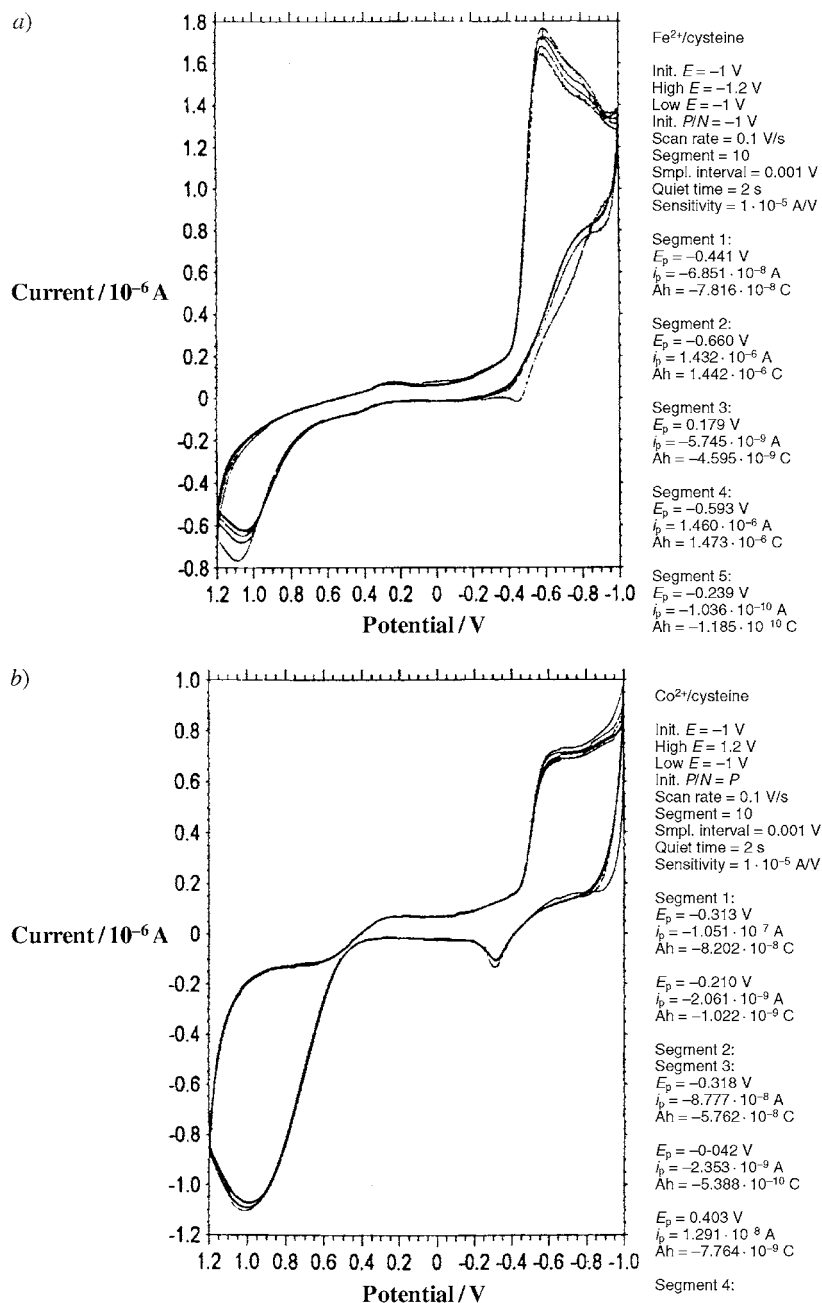 a)
1.8
1.6
1.4
1.2
1.0
0.8
0.6
0.4
0.2
0
-0.2
-0.4
-0.6
-0.8
Current / 10–6 A
1.2 1.0 0.8 0.6 0.4 0.2 0 -0.2 -0.4 -0.6 -0.8 -1.0
Potential / V
Fe2+/cysteine
Init. E = –1 V
High E = –1.2 V
Low E = –1 V
Init. P/N = –1 V
Scan rate = 0.1 V/s
Segment = 10
Smpl. interval = 0.001 V
Quiet time = 2 s
Sensitivity = 1 · 10–5 A/V
Segment 1:
Ep = –0.441 V
ip = –6.851 · 10–8 A
Ah = –7.816 · 10–8 C
Segment 2:
Ep = –0.660 V
ip = 1.432 · 10–6 A
Ah = 1.442 · 10–6 C
Segment 3:
Ep = 0.179 V
ip = –5.745 · 10–9 A
Ah = –4.595 · 10–9 C
Segment 4:
Ep = –0.593 V
ip = 1.460 · 10–6 A
Ah = 1.473 · 10–6 C
Segment 5:
Ep = –0.239 V
ip = –1.036 · 10–10 A
Ah = –1.185 · 10 10 C
b)
1.0
0.8
0.6
0.4
0.2
0
-0.2
-0.4
-0.6
-0.8
-1.0
-1.2
Current / 10–6 A
1.2 1.0 0.8 0.6 0.4 0.2 0 -0.2 -0.4 -0.6 -0.8 -1.0
Potential / V
Co2+/cysteine
Init. E = –1 V
High E = 1.2 V
Low E = –1 V
Init. P/N = P
Scan rate = 0.1 V/s
Segment = 10
Smpl. interval = 0.001 V
Quiet time = 2 s
Sensitivity = 1 · 10–5 A/V
Segment 1:
Ep = –0.313 V
ip = –1.051 · 10 7 A
Ah = –8.202 · 10–8 C
Ep = –0.210 V
ip = –2.061 · 10–9 A
Ah = –1.022 · 10–9 C
Segment 2:
Segment 3:
Ep = –0.318 V
ip = –8.777 · 10–8 A
Ah = –5.762 · 10–8 C
Ep = –0-042 V
ip = –2.353 · 10–9 A
Ah = –5.388 · 10–10 C
Ep = 0.403 V
ip = 1.291 · 10 8 A
Ah = –7.764 · 10–9 C
Segment 4: